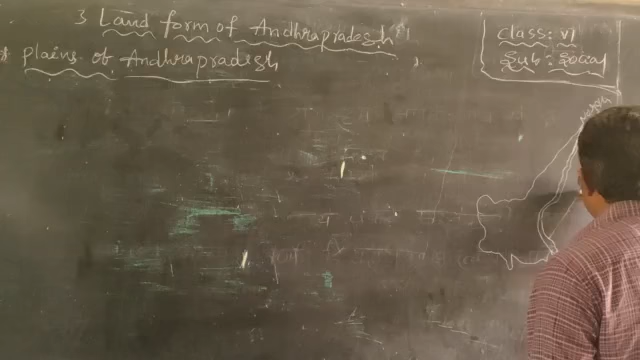 3 Land form of Andhrapradesh
* plains of Andhrapradesh
Class: VI
Sub: Social